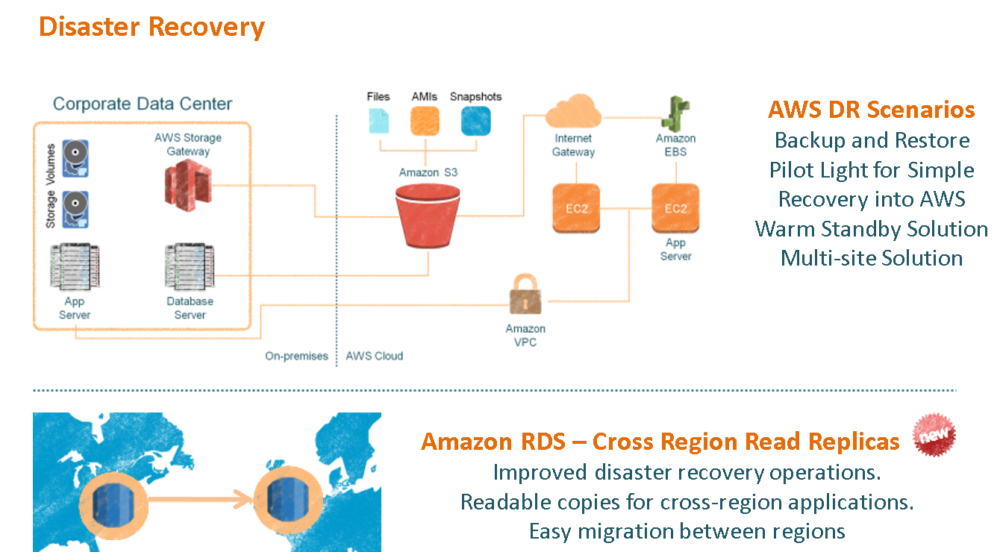 Disaster Recovery
Corporate Data Center
Storage Volumes
AWS Storage
Gateway
App
Server
Database
Server
On-premises
AWS Cloud
Files
AMIs
Snapshots
Amazon S3
Internet
Gateway
Amazon
EBS
EC2
EC2
App
Server
Amazon
VPC
AWS DR Scenarios
Backup and Restore
Pilot Light for Simple
Recovery into AWS
Warm Standby Solution
Multi-site Solution
Amazon RDS – Cross Region Read Replicas
new
Improved disaster recovery operations.
Readable copies for cross-region applications.
Easy migration between regions